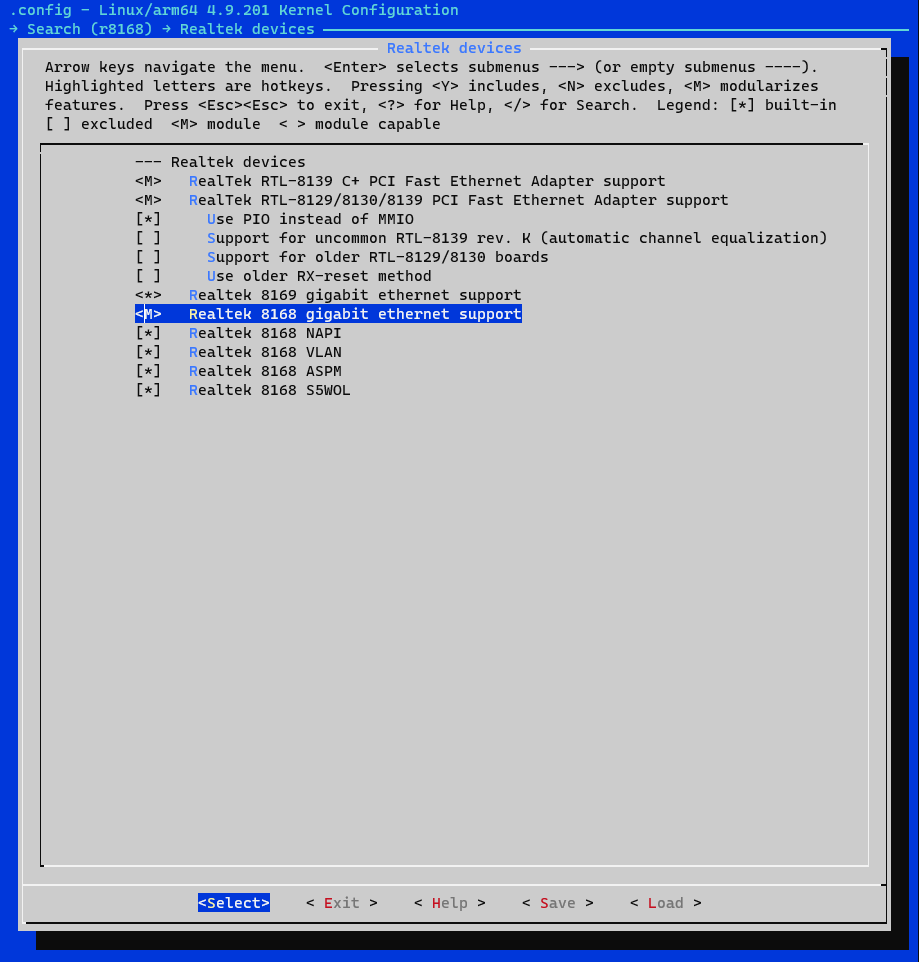 .config - Linux/arm64 4.9.201 Kernel Configuration
→ Search (r8168) → Realtek devices
Realtek devices
Arrow keys navigate the menu.  <Enter> selects submenus ---> (or empty submenus ----).
Highlighted letters are hotkeys.  Pressing <Y> includes, <N> excludes, <M> modularizes
features.  Press <Esc><Esc> to exit, <?> for Help, </> for Search.  Legend: [*] built-in
[ ] excluded  <M> module  < > module capable
--- Realtek devices
<M>   RealTek RTL-8139 C+ PCI Fast Ethernet Adapter support
<M>   RealTek RTL-8129/8130/8139 PCI Fast Ethernet Adapter support
[*]     Use PIO instead of MMIO
[ ]     Support for uncommon RTL-8139 rev. K (automatic channel equalization)
[ ]     Support for older RTL-8129/8130 boards
[ ]     Use older RX-reset method
<*>   Realtek 8169 gigabit ethernet support
<M>   Realtek 8168 gigabit ethernet support
[*]   Realtek 8168 NAPI
[*]   Realtek 8168 VLAN
[*]   Realtek 8168 ASPM
[*]   Realtek 8168 S5WOL
<Select>    < Exit >    < Help >    < Save >    < Load >